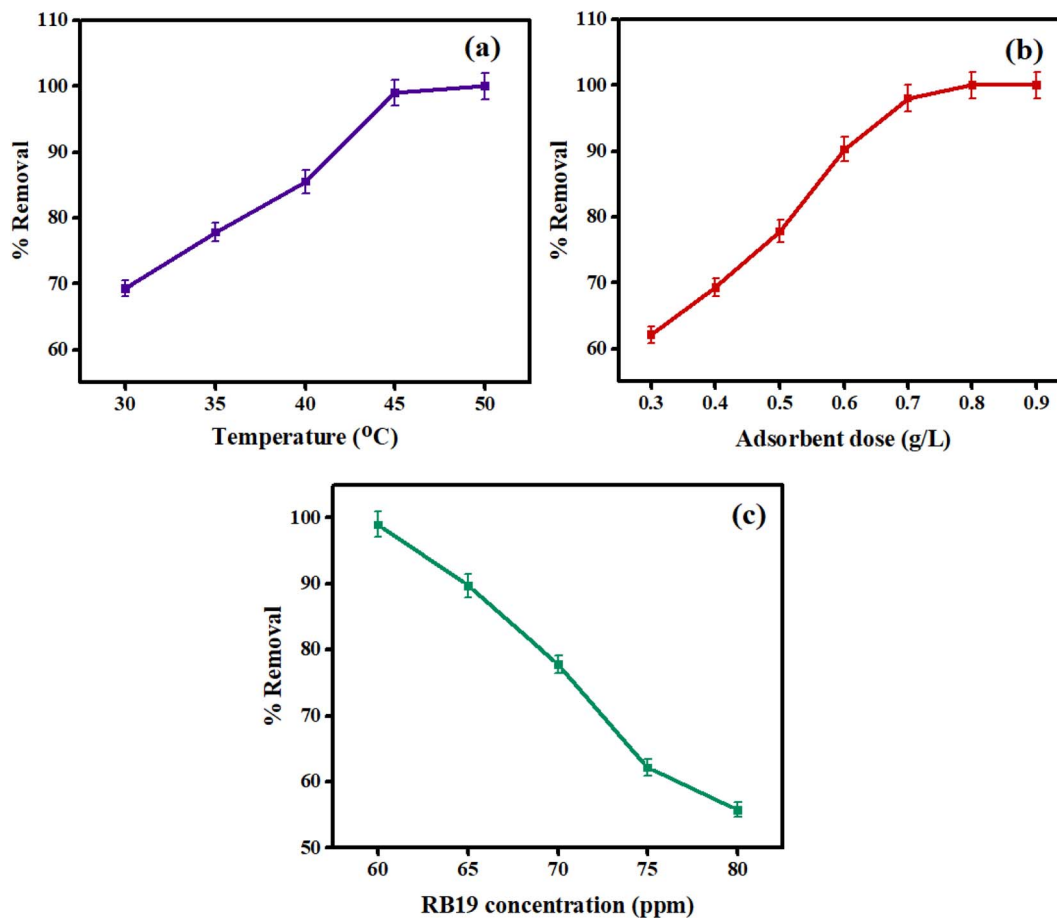 (a)
% Removal
110
100
90
80
70
60
30 35 40 45 50
Temperature (°C)
(b)
% Removal
110
100
90
80
70
60
0.3 0.4 0.5 0.6 0.7 0.8 0.9
Adsorbent dose (g/L)
(c)
% Removal
100
90
80
70
60
50
60 65 70 75 80
RB19 concentration (ppm)